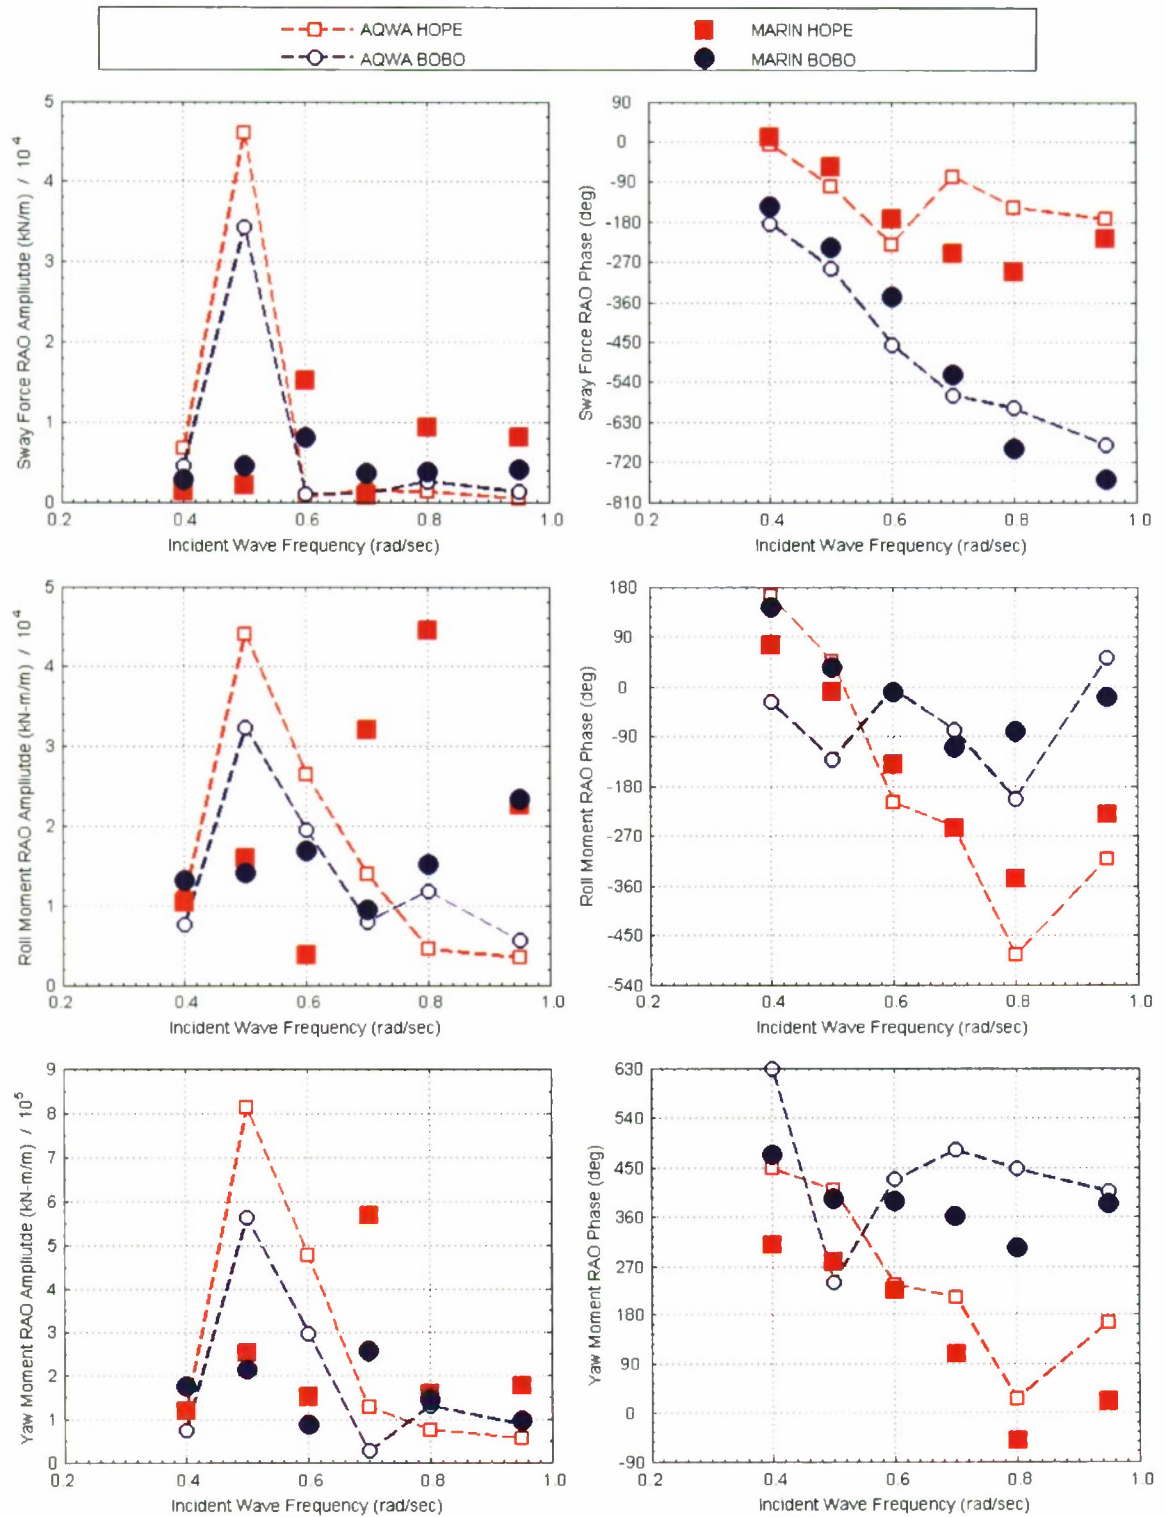 AQWA HOPE
MARIN HOPE
AQWA BOBO
MARIN BOBO
Sway Force RAO Ampliutde (kN/m) / 10^4
5
4
3
2
1
0
0.2 0.4 0.6 0.8 1.0
Incident Wave Frequency (rad/sec)
Sway Force RAO Phase (deg)
90
0
-90
-180
-270
-360
-450
-540
-630
-720
-810
0.2 0.4 0.6 0.8 1.0
Incident Wave Frequency (rad/sec)
Roll Moment RAO Ampliutde (kN-m/m) / 10^4
5
4
3
2
1
0
0.2 0.4 0.6 0.8 1.0
Incident Wave Frequency (rad/sec)
Roll Moment RAO Phase (deg)
180
90
0
-90
-180
-270
-360
-450
-540
0.2 0.4 0.6 0.8 1.0
Incident Wave Frequency (rad/sec)
Yaw Moment RAO Ampliutde (kN-m/m) / 10^5
9
8
7
6
5
4
3
2
1
0
0.2 0.4 0.6 0.8 1.0
Incident Wave Frequency (rad/sec)
Yaw Moment RAO Phase (deg)
630
540
450
360
270
180
90
0
-90
0.2 0.4 0.6 0.8 1.0
Incident Wave Frequency (rad/sec)